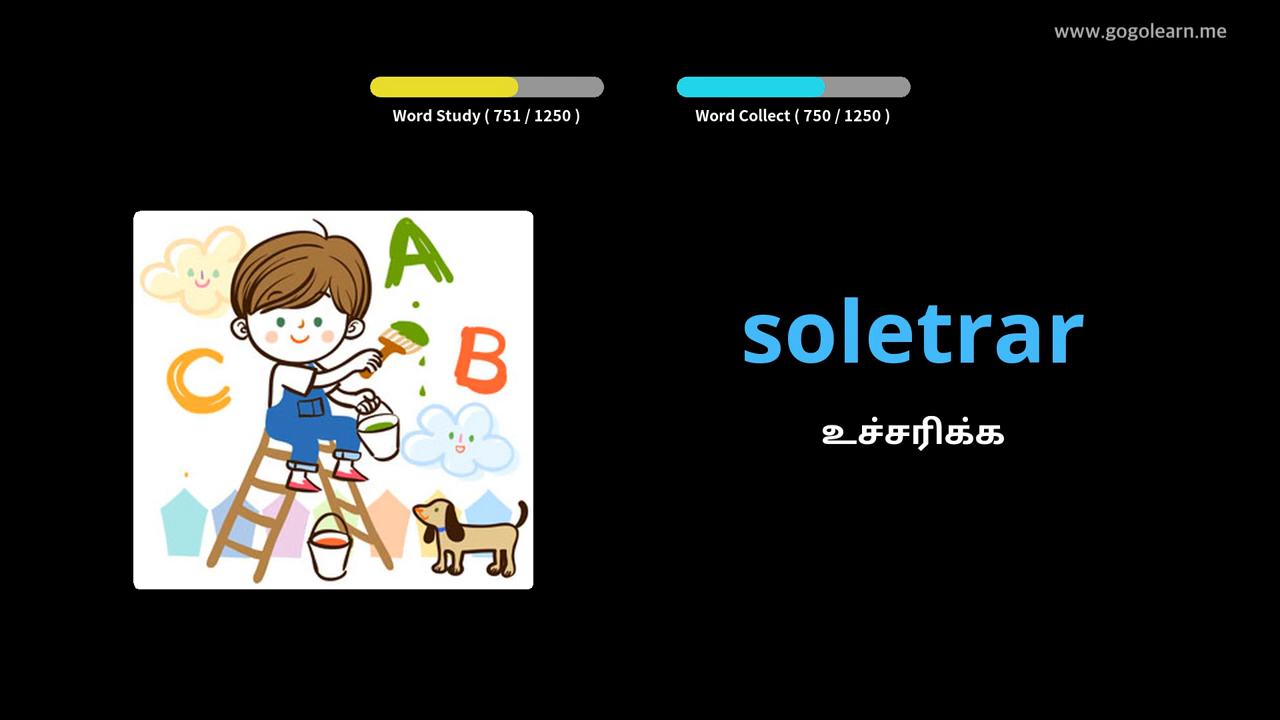 www.gogolearn.me
Word Study ( 751 / 1250 )
Word Collect ( 750 / 1250 )
A
B
C
soletrar
உச்சரிக்க